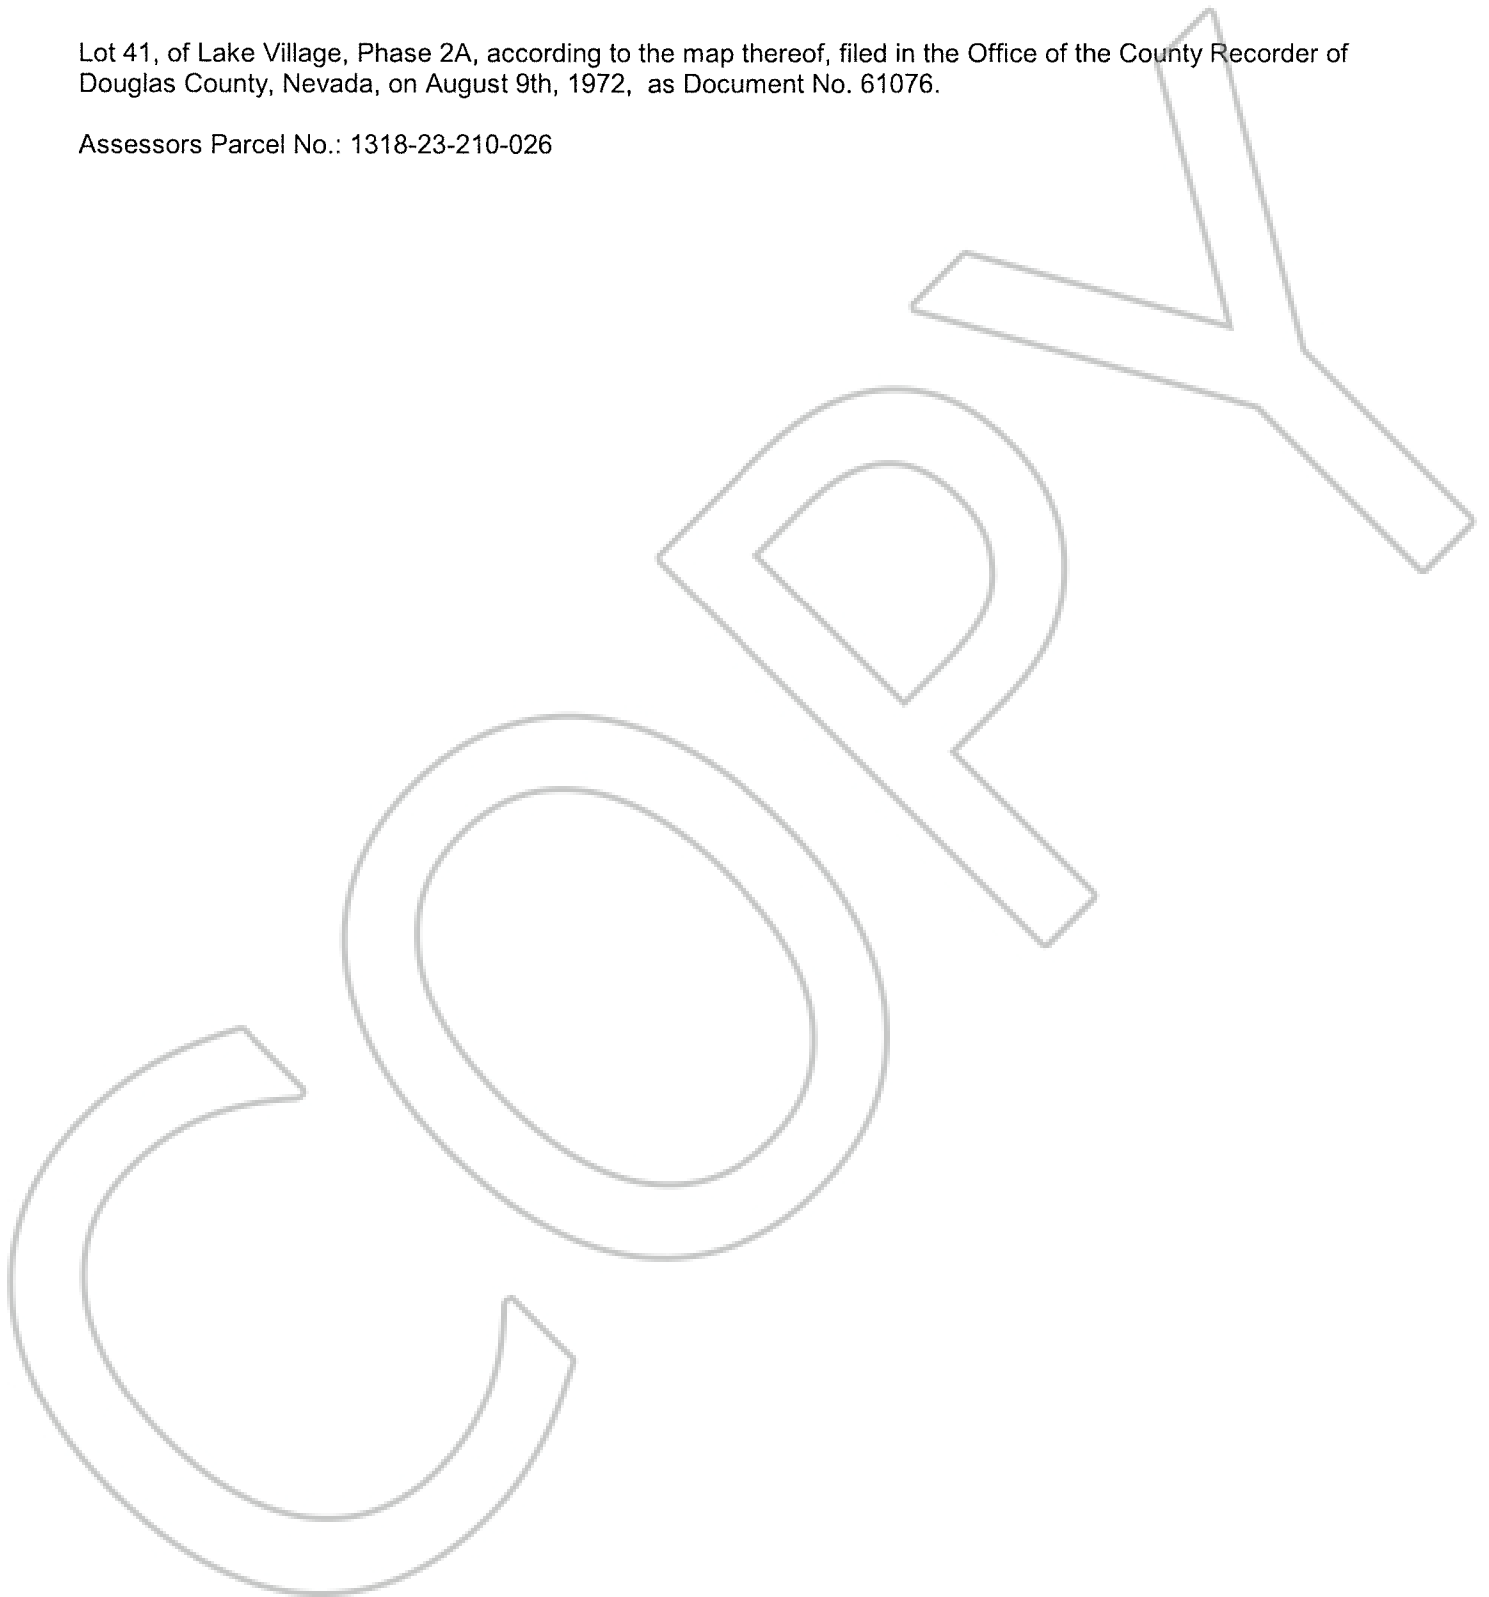 Lot 41, of Lake Village, Phase 2A, according to the map thereof, filed in the Office of the County Recorder of
Douglas County, Nevada, on August 9th, 1972,  as Document No. 61076.
Assessors Parcel No.: 1318-23-210-026
COPY